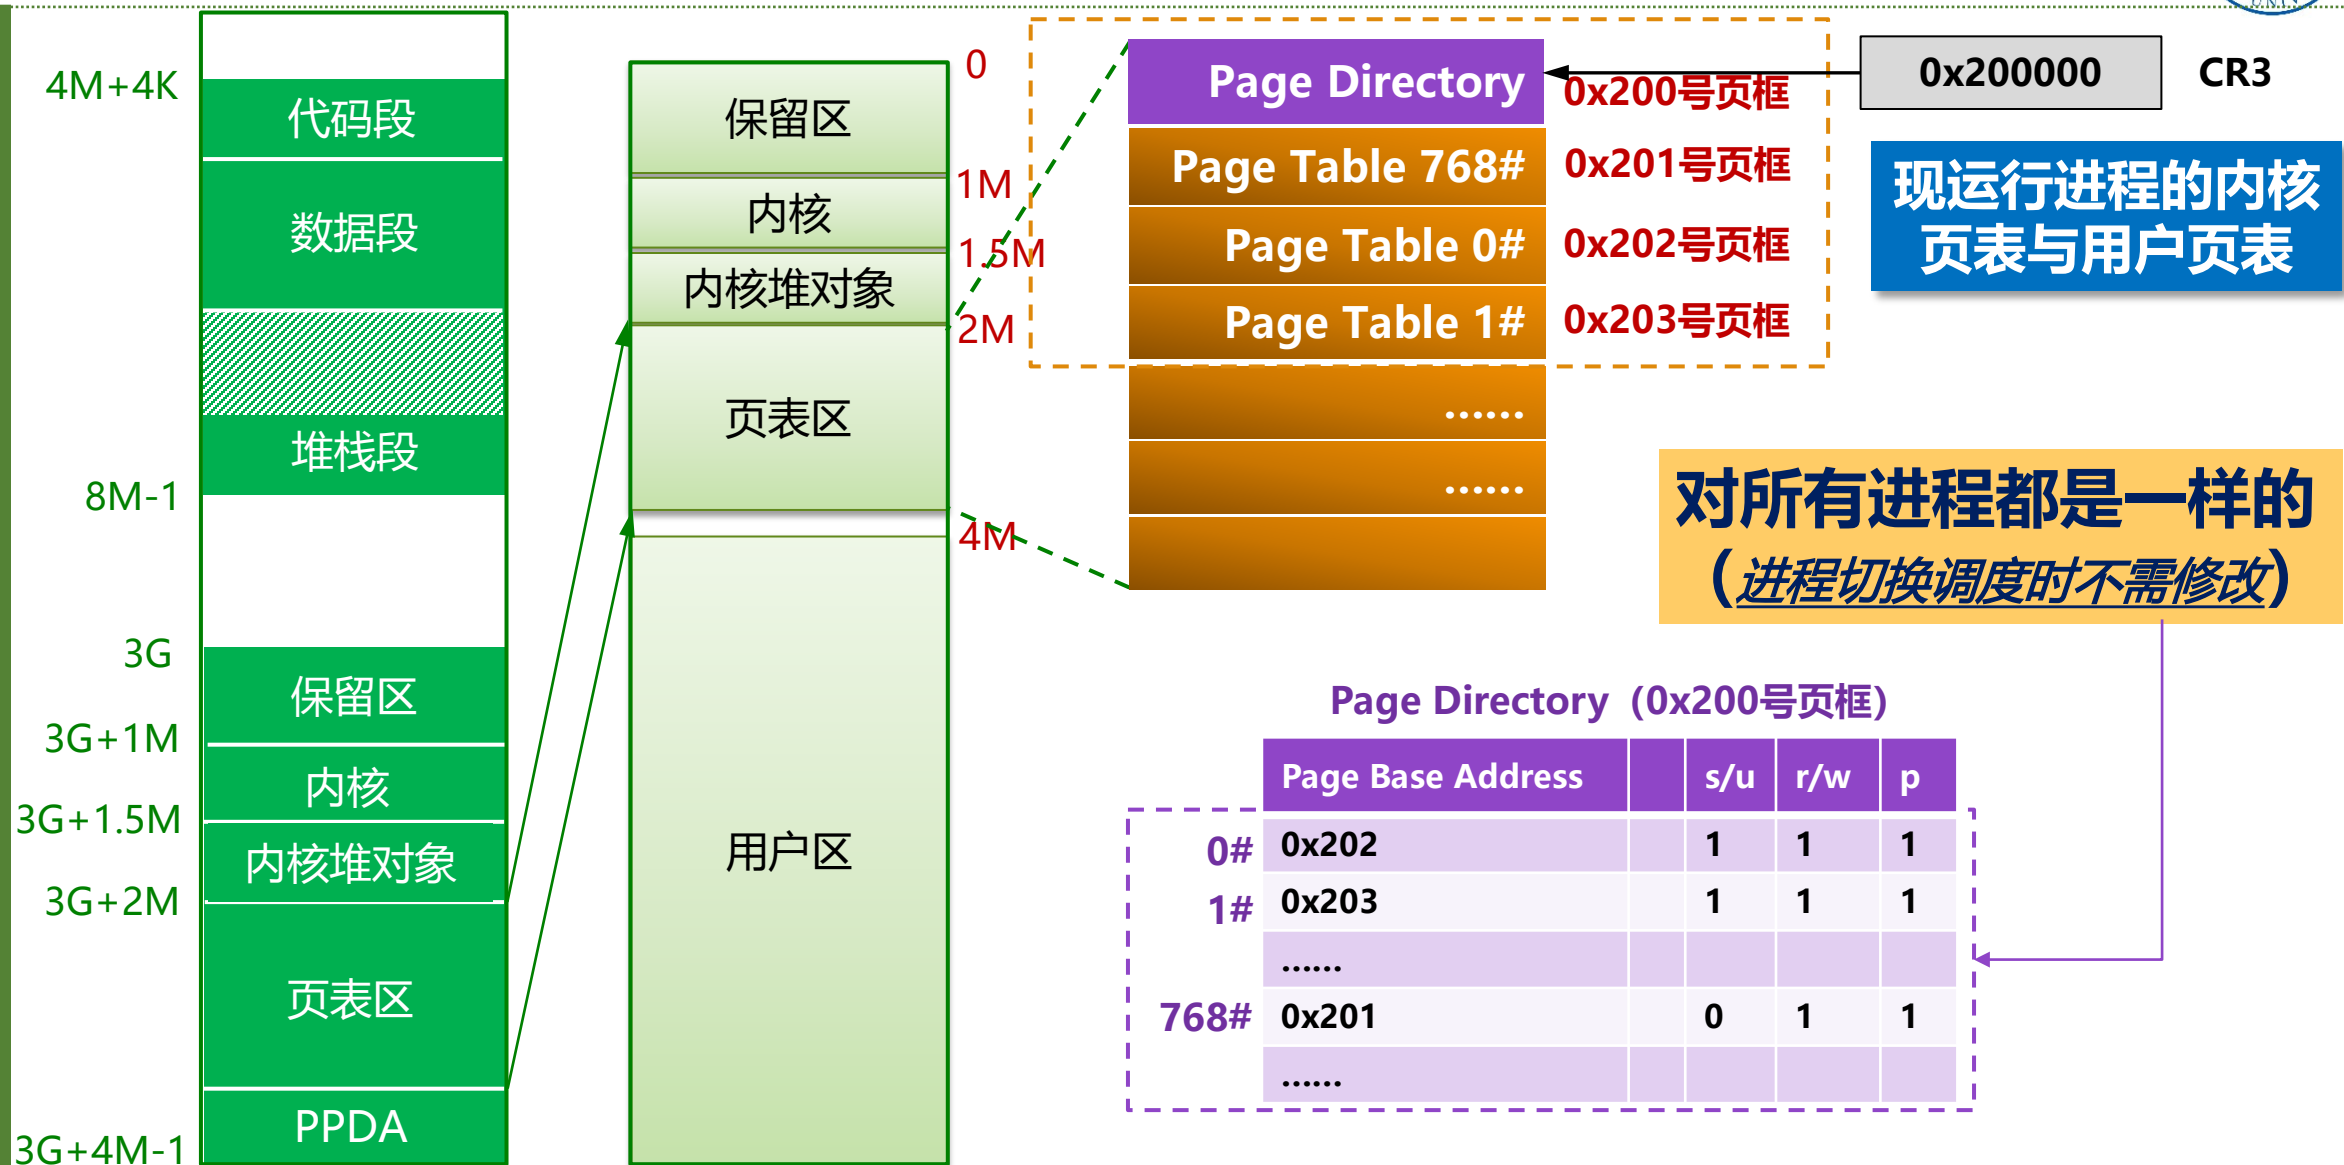 4M+4K
代码段
数据段
堆栈段
8M-1
3G
保留区
3G+1M
内核
3G+1.5M
内核堆对象
3G+2M
页表区
PPDA
3G+4M-1
0
保留区
1M
内核
1.5M
内核堆对象
2M
页表区
4M
用户区
Page Directory
0x200号页框
Page Table 768#
0x201号页框
Page Table 0#
0x202号页框
Page Table 1#
0x203号页框
......
......
0x200000
CR3
现运行进程的内核
页表与用户页表
对所有进程都是一样的
(进程切换调度时不需修改)
Page Directory (0x200号页框)
Page Base Address s/u r/w p
0# 0x202 1 1 1
1# 0x203 1 1 1
......
768# 0x201 0 1 1
......